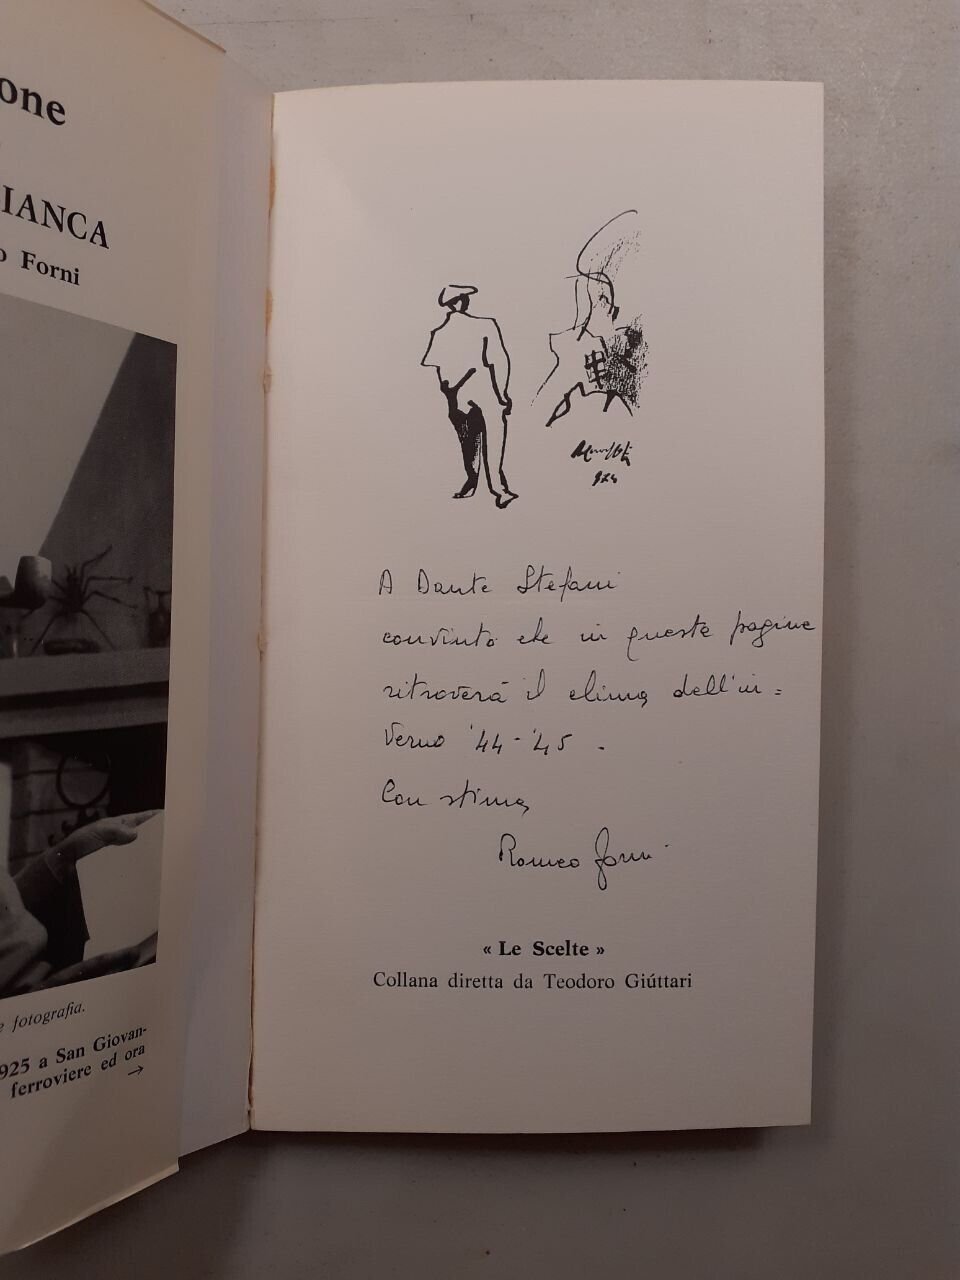 one
IANCA
o Forni
e fotografia.
925 a San Giovan-
ferroviere ed ora
→
A Dante Stefani
convinto che in queste pagine
ritroverà il clima dell'in=
verno '44-'45.
Con stima,
Romeo Forni
« Le Scelte »
Collana diretta da Teodoro Giúttari